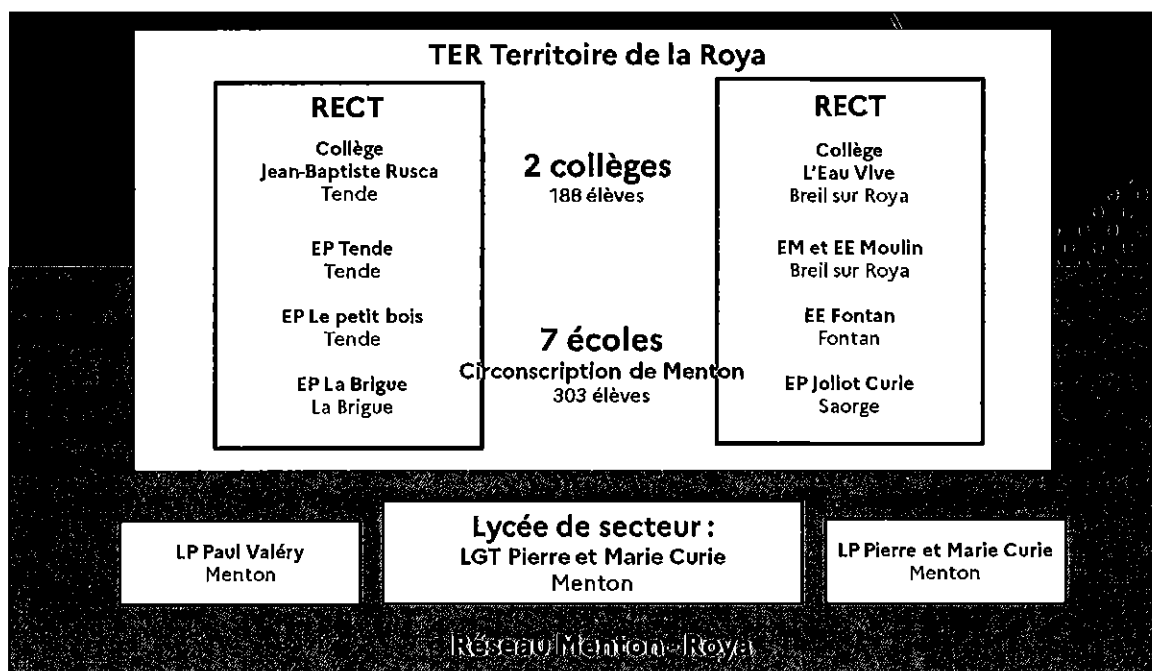 TER Territoire de la Roya
RECT
Collège
Jean-Baptiste Rusca
Tende
EP Tende
Tende
EP Le petit bois
Tende
EP La Brigue
La Brigue
2 collèges
188 élèves
7 écoles
Circonscription de Menton
303 élèves
RECT
Collège
L'Eau Vive
Breil sur Roya
EM et EE Moulin
Breil sur Roya
EE Fontan
Fontan
EP Joliot Curie
Saorge
LP Paul Valéry
Menton
Lycée de secteur :
LGT Pierre et Marie Curie
Menton
LP Pierre et Marie Curie
Menton
Réseau Menton - Roya